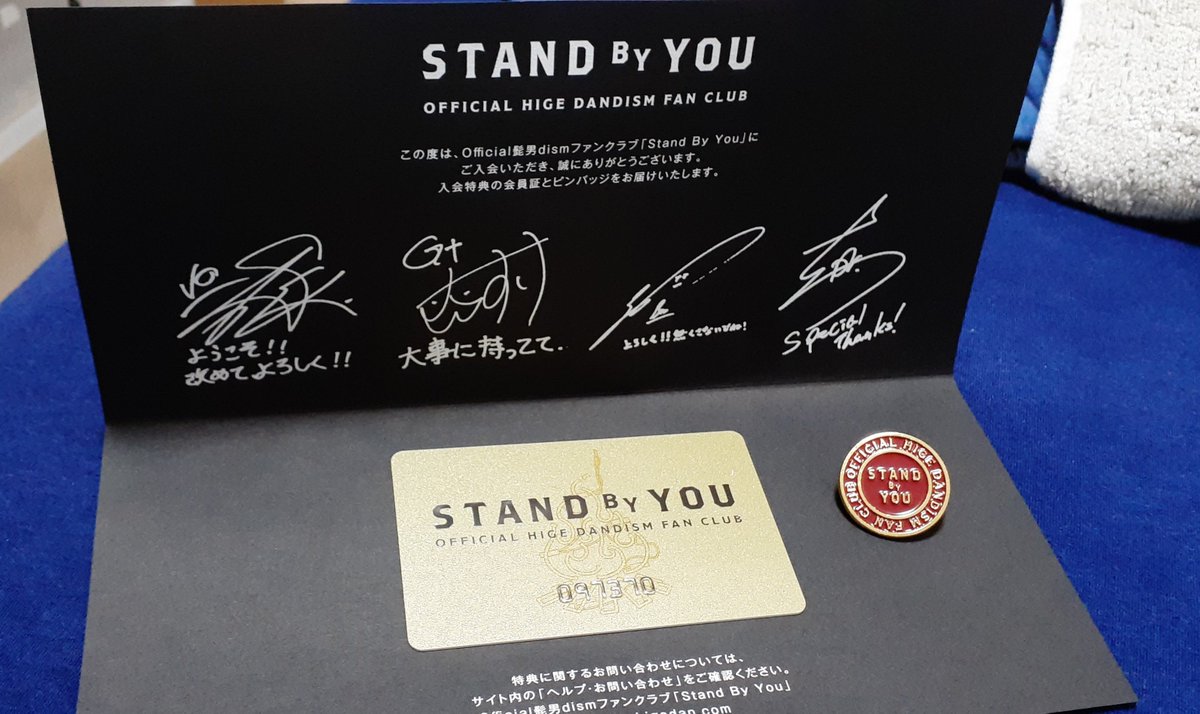 STAND BY YOU
OFFICIAL HIGE DANDISM FAN CLUB
この度は、Official髭男dismファンクラブ「Stand By You」に
ご入会いただき、誠にありがとうございます。
入会特典の会員証とピンバッジをお届けいたします。
Vo
ようこそ!!
改めてよろしく!!
Gt
大事に持ってて.
よろしく!!
Special
Thanks!
STAND BY YOU
OFFICIAL HIGE DANDISM FAN CLUB
097370
OFFICIAL HIGE DANDISM FAN CLUB
STAND
BY
YOU
特典に関するお問い合わせについては、
サイト内の「ヘルプ・お問い合わせ」をご確認ください。
Official髭男dismファンクラブ「Stand By You」